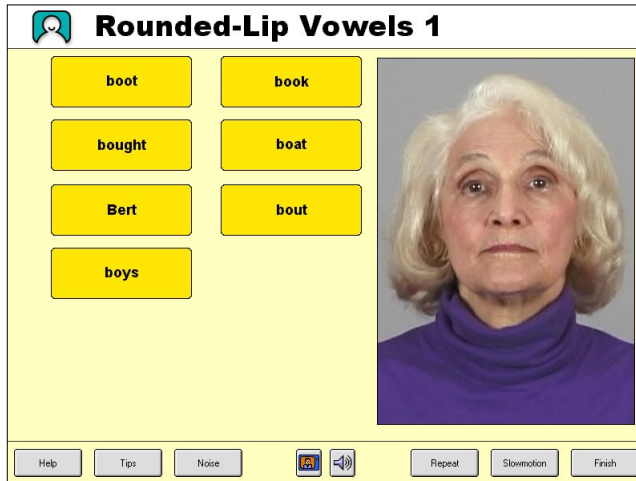 Rounded-Lip Vowels 1
boot
book
bought
boat
Bert
bout
boys
Help
Tips
Noise
Repeat
Slowmotion
Finish